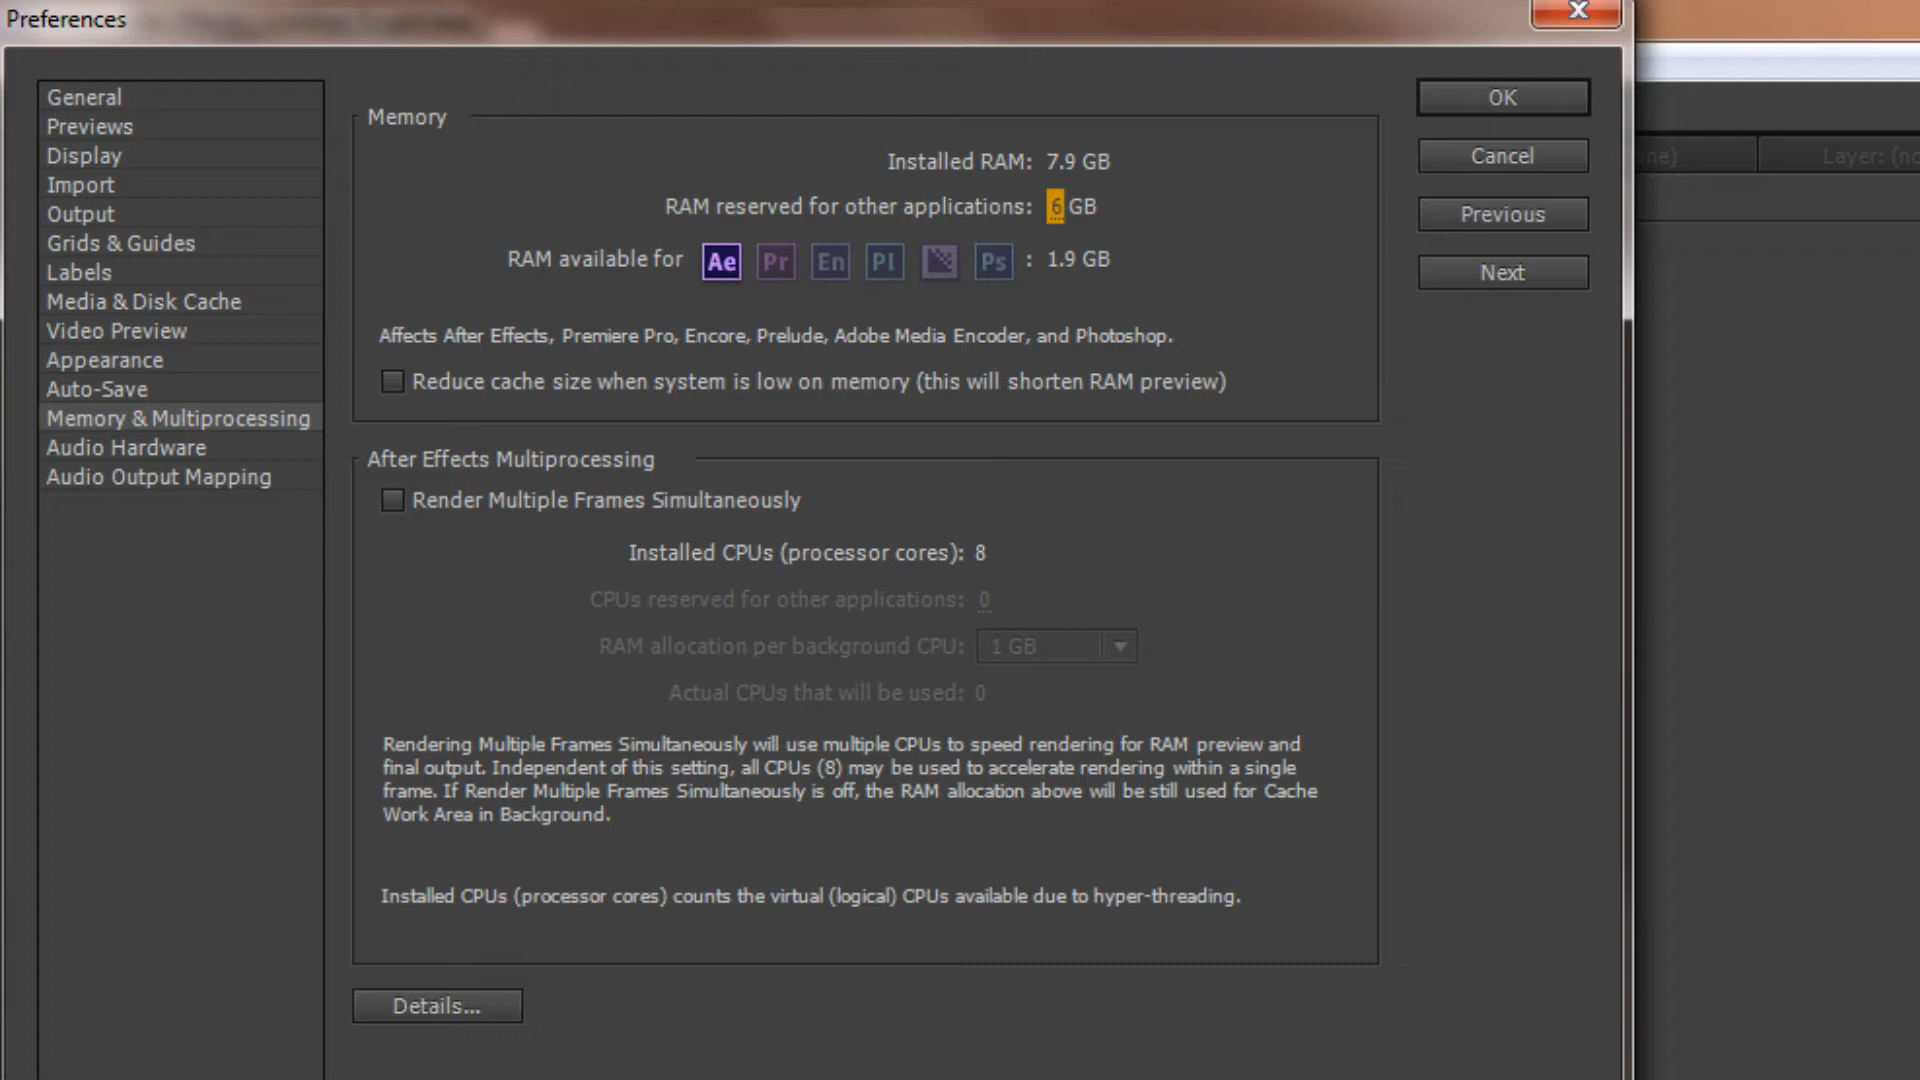 Preferences
General
Previews
Display
Import
Output
Grids & Guides
Labels
Media & Disk Cache
Video Preview
Appearance
Auto-Save
Memory & Multiprocessing
Audio Hardware
Audio Output Mapping
Memory
Installed RAM: 7.9 GB
RAM reserved for other applications: 6 GB
RAM available for Ae Pr En Pl Ps : 1.9 GB
Affects After Effects, Premiere Pro, Encore, Prelude, Adobe Media Encoder, and Photoshop.
Reduce cache size when system is low on memory (this will shorten RAM preview)
After Effects Multiprocessing
Render Multiple Frames Simultaneously
Installed CPUs (processor cores): 8
CPUs reserved for other applications: 0
RAM allocation per background CPU: 1 GB
Actual CPUs that will be used: 0
Rendering Multiple Frames Simultaneously will use multiple CPUs to speed rendering for RAM preview and
final output. Independent of this setting, all CPUs (8) may be used to accelerate rendering within a single
frame. If Render Multiple Frames Simultaneously is off, the RAM allocation above will be still used for Cache
Work Area in Background.
Installed CPUs (processor cores) counts the virtual (logical) CPUs available due to hyper-threading.
Details...
OK
Cancel
Previous
Next
Layer: